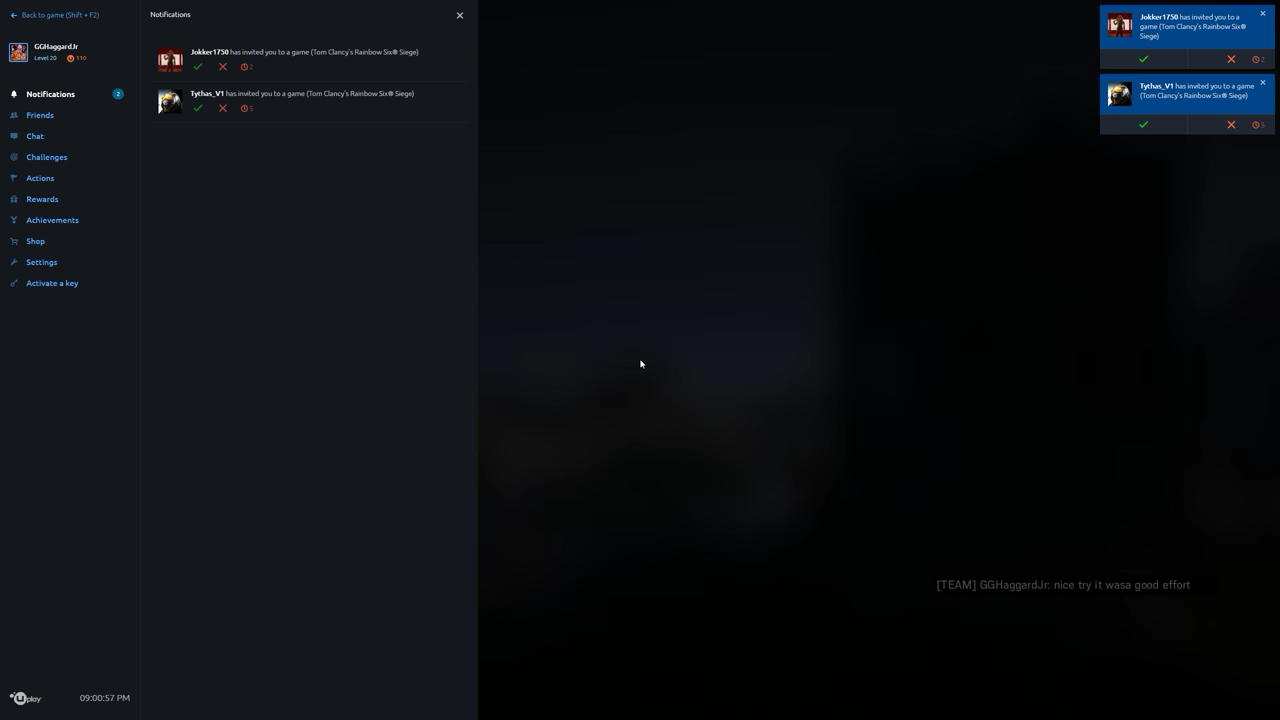 Back to game (Shift + F2)
GGHaggardJr
Level 20 110
Notifications 2
Friends
Chat
Challenges
Actions
Rewards
Achievements
Shop
Settings
Activate a key
uplay 09:00:57 PM
Notifications
Jokker1750 has invited you to a game (Tom Clancy's Rainbow Six® Siege)
2
Tythas_V1 has invited you to a game (Tom Clancy's Rainbow Six® Siege)
5
Jokker1750 has invited you to a
game (Tom Clancy's Rainbow Six®
Siege)
2
Tythas_V1 has invited you to a game
(Tom Clancy's Rainbow Six® Siege)
5
[TEAM] GGHaggardJr: nice try it wasa good effort